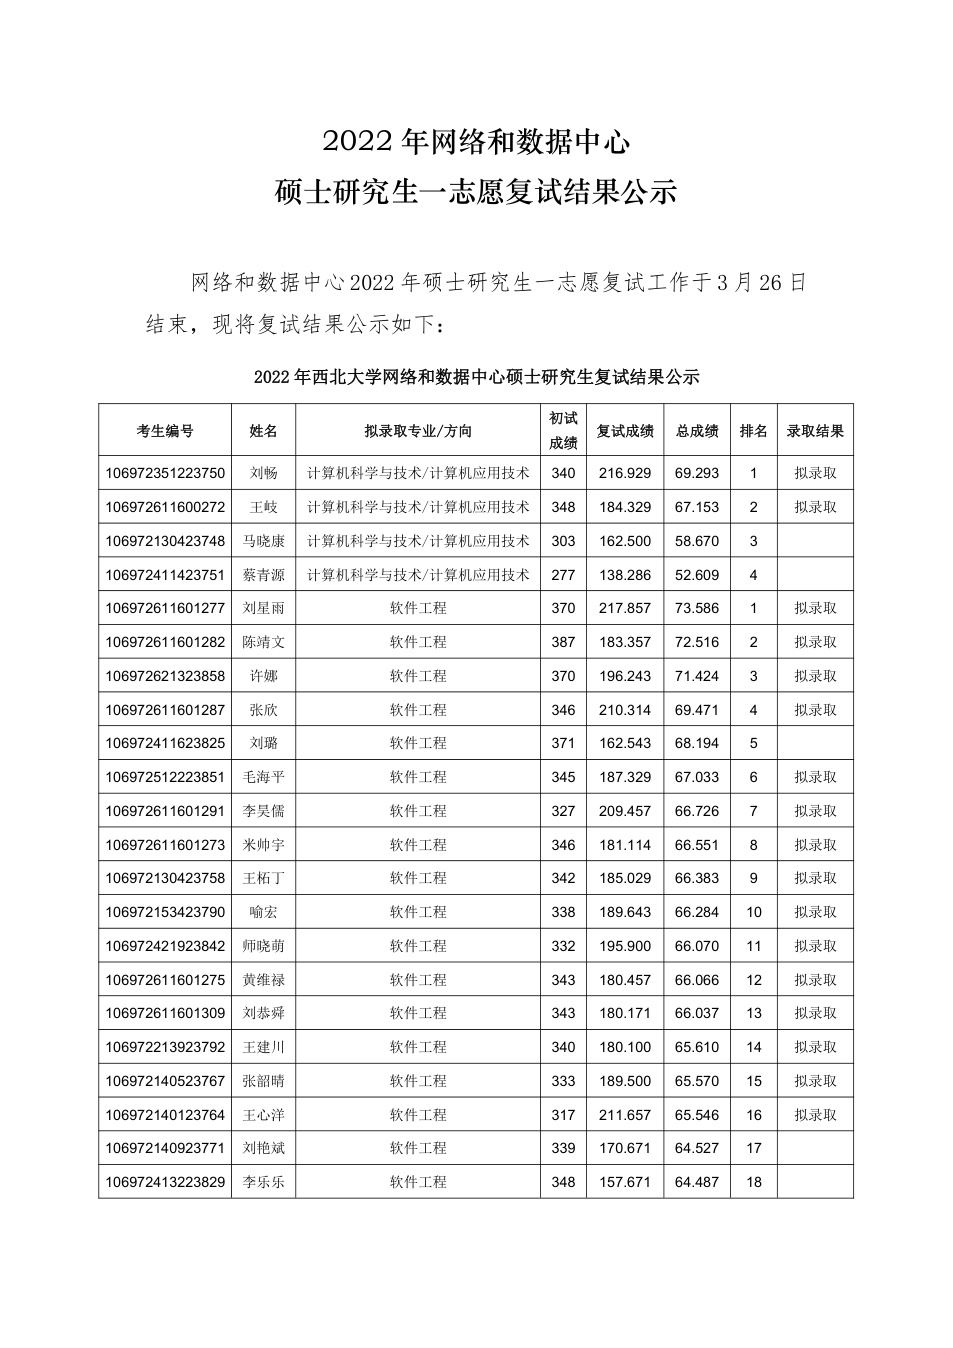 2022 年网络和数据中心
硕士研究生一志愿复试结果公示
网络和数据中心 2022 年硕士研究生一志愿复试工作于 3 月 26 日
结束，现将复试结果公示如下：
2022 年西北大学网络和数据中心硕士研究生复试结果公示
考生编号 姓名 拟录取专业/方向 初试成绩 复试成绩 总成绩 排名 录取结果
106972351223750 刘畅 计算机科学与技术/计算机应用技术 340 216.929 69.293 1 拟录取
106972611600272 王岐 计算机科学与技术/计算机应用技术 348 184.329 67.153 2 拟录取
106972130423748 马晓康 计算机科学与技术/计算机应用技术 303 162.500 58.670 3
106972411423751 蔡青源 计算机科学与技术/计算机应用技术 277 138.286 52.609 4
106972611601277 刘星雨 软件工程 370 217.857 73.586 1 拟录取
106972611601282 陈靖文 软件工程 387 183.357 72.516 2 拟录取
106972621323858 许娜 软件工程 370 196.243 71.424 3 拟录取
106972611601287 张欣 软件工程 346 210.314 69.471 4 拟录取
106972411623825 刘璐 软件工程 371 162.543 68.194 5
106972512223851 毛海平 软件工程 345 187.329 67.033 6 拟录取
106972611601291 李昊儒 软件工程 327 209.457 66.726 7 拟录取
106972611601273 米帅宇 软件工程 346 181.114 66.551 8 拟录取
106972130423758 王柘丁 软件工程 342 185.029 66.383 9 拟录取
106972153423790 喻宏 软件工程 338 189.643 66.284 10 拟录取
106972421923842 师晓萌 软件工程 332 195.900 66.070 11 拟录取
106972611601275 黄维禄 软件工程 343 180.457 66.066 12 拟录取
106972611601309 刘恭舜 软件工程 343 180.171 66.037 13 拟录取
106972213923792 王建川 软件工程 340 180.100 65.610 14 拟录取
106972140523767 张韶晴 软件工程 333 189.500 65.570 15 拟录取
106972140123764 王心洋 软件工程 317 211.657 65.546 16 拟录取
106972140923771 刘艳斌 软件工程 339 170.671 64.527 17
106972413223829 李乐乐 软件工程 348 157.671 64.487 18